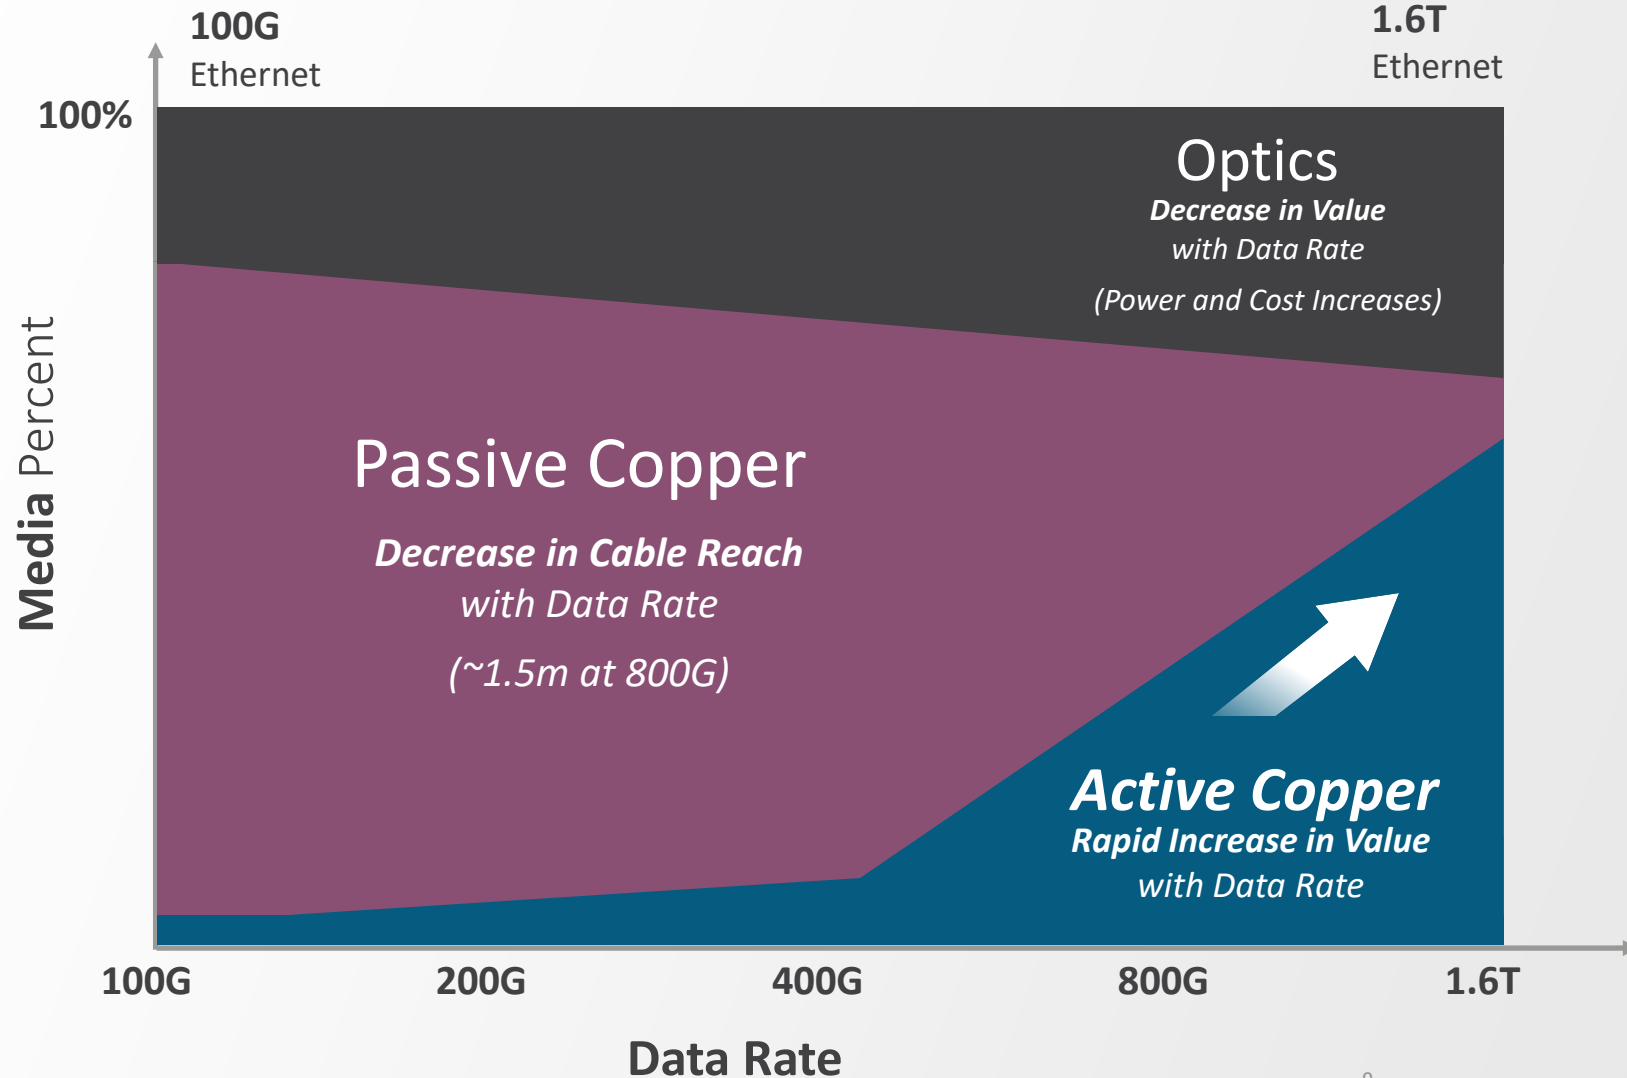 100G
Ethernet
1.6T
Ethernet
100%
Optics
Decrease in Value
with Data Rate
(Power and Cost Increases)
Media Percent
Passive Copper
Decrease in Cable Reach
with Data Rate
(~1.5m at 800G)
Active Copper
Rapid Increase in Value
with Data Rate
100G
200G
400G
800G
1.6T
Data Rate